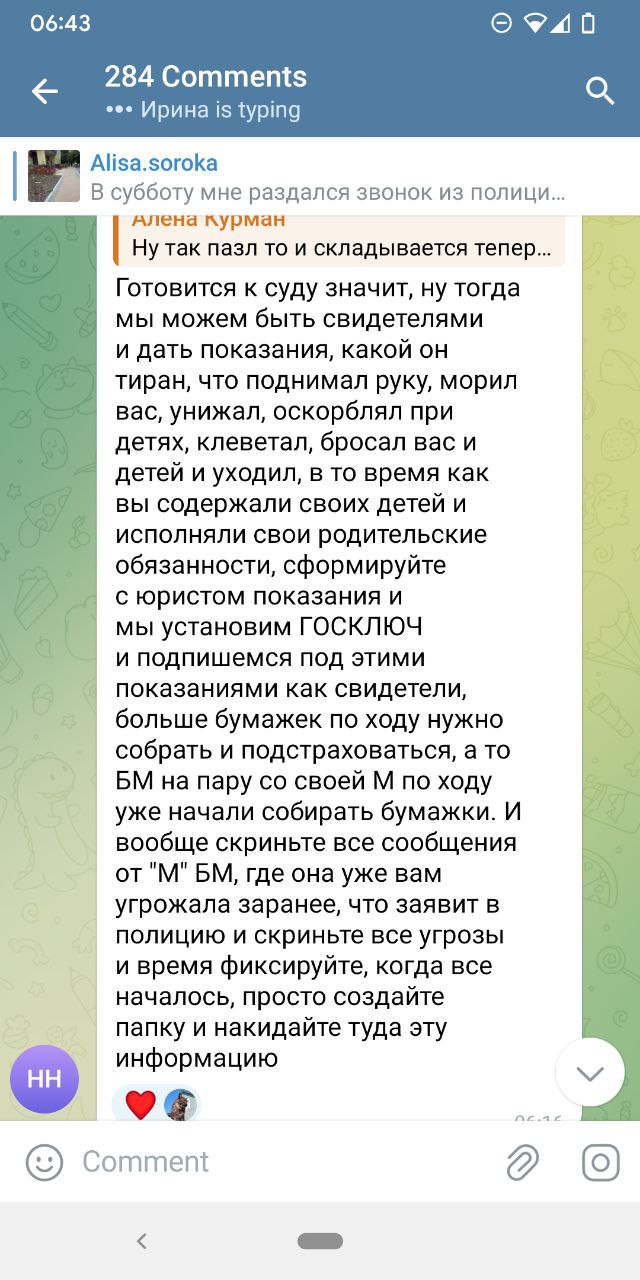 06:43
284 Comments
••• Ирина is typing
Alisa.soroka
В субботу мне раздался звонок из полици...
Алена Курман
Ну так пазл то и складывается тепер...
Готовится к суду значит, ну тогда
мы можем быть свидетелями
и дать показания, какой он
тиран, что поднимал руку, морил
вас, унижал, оскорблял при
детях, клеветал, бросал вас и
детей и уходил, в то время как
вы содержали своих детей и
исполняли свои родительские
обязанности, сформируйте
с юристом показания и
мы установим ГОСКЛЮЧ
и подпишемся под этими
показаниями как свидетели,
больше бумажек по ходу нужно
собрать и подстраховаться, а то
БМ на пару со своей М по ходу
уже начали собирать бумажки. И
вообще скриньте все сообщения
от "М" БМ, где она уже вам
угрожала заранее, что заявит в
полицию и скриньте все угрозы
и время фиксируйте, когда все
началось, просто создайте
папку и накидайте туда эту
информацию
НН
06:16
Comment